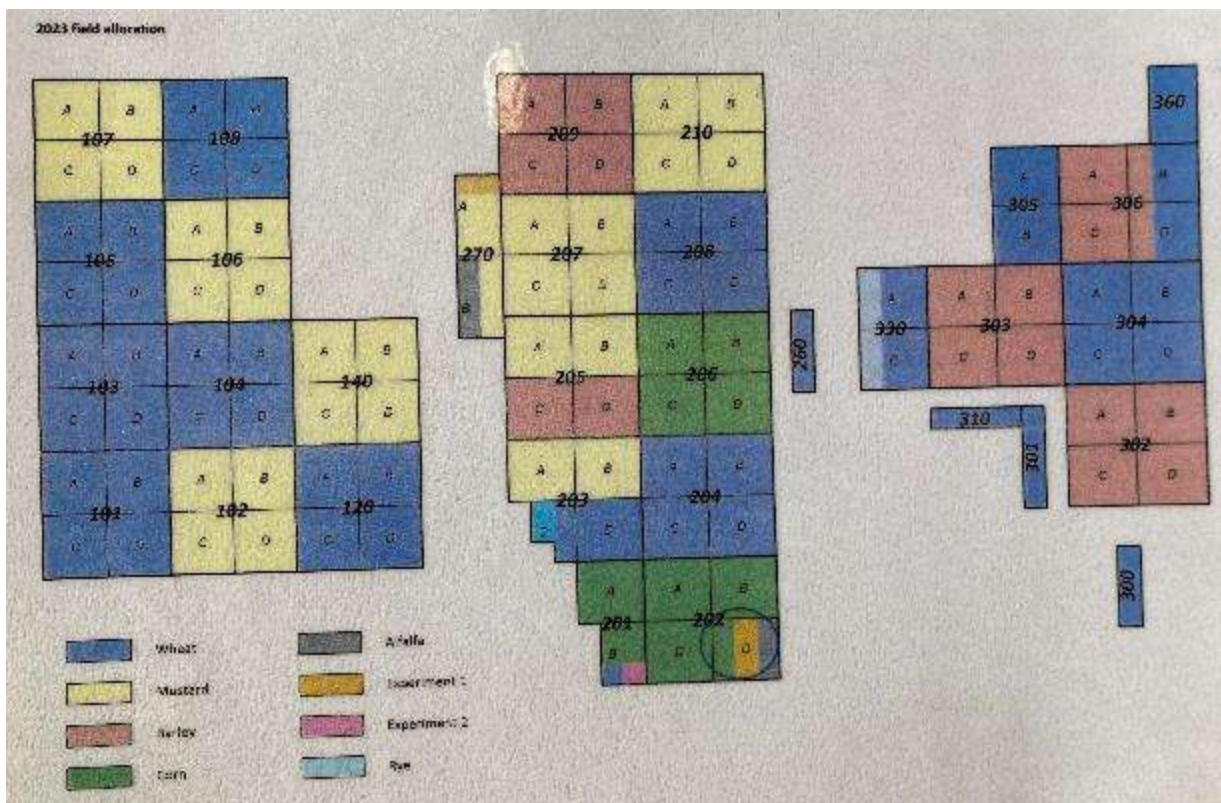 2023 Field allocation
A B A B
107 108
C D C D
A B A B
105 106
C D C D
A B A B A B
103 104 140
C D C D C D
A B A B A B
101 102 120
C D C D C D
A B A B
209 210
C D C D
A
270
B
A B A B
207 208
C D C D
A B A B
205 206
C D C D
A B A B
203 204
C D
A A B
201 202
B D
260
360
A A B
305 306
B D
A A B A B
330 303 304
C D C D
310
301
A B
302
C D
300
Wheat
Mustard
Barley
Corn
Alfalfa
Experiment 1
Experiment 2
Rye